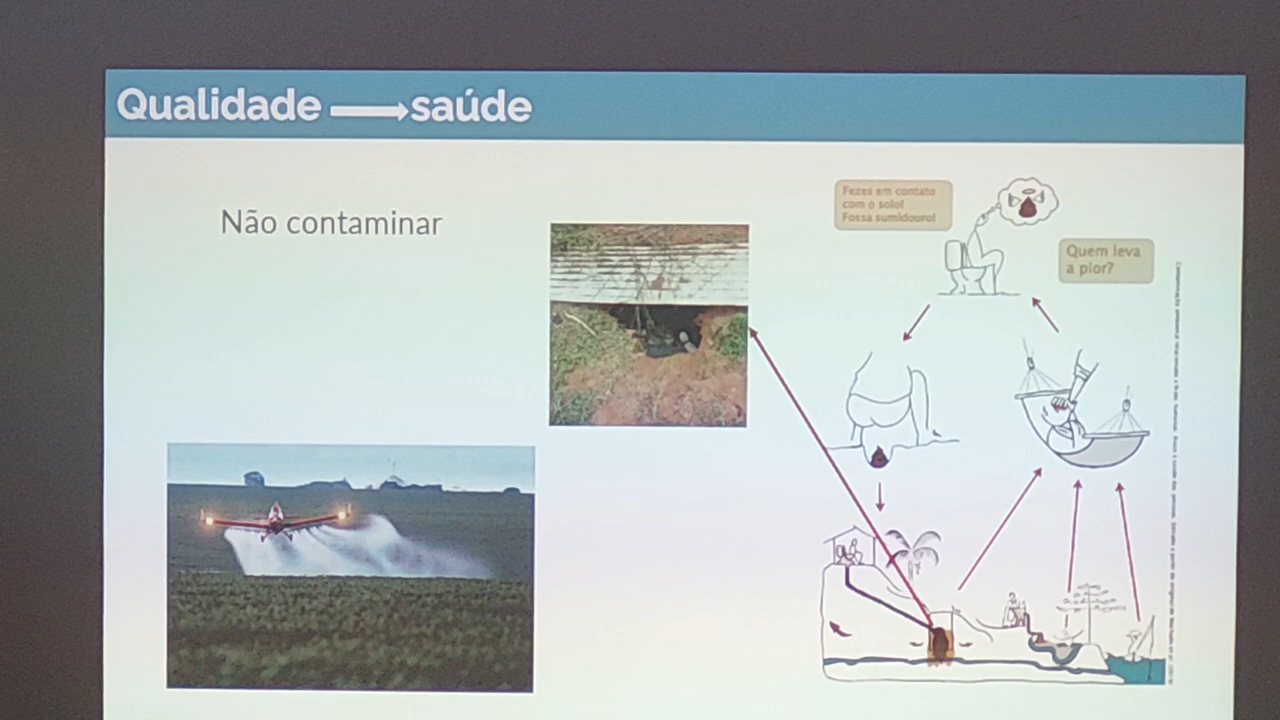 Qualidade saúde
Não contaminar
Fezes em contato
com o solo!
Fossa sumidouro!
Quem leva
a pior?